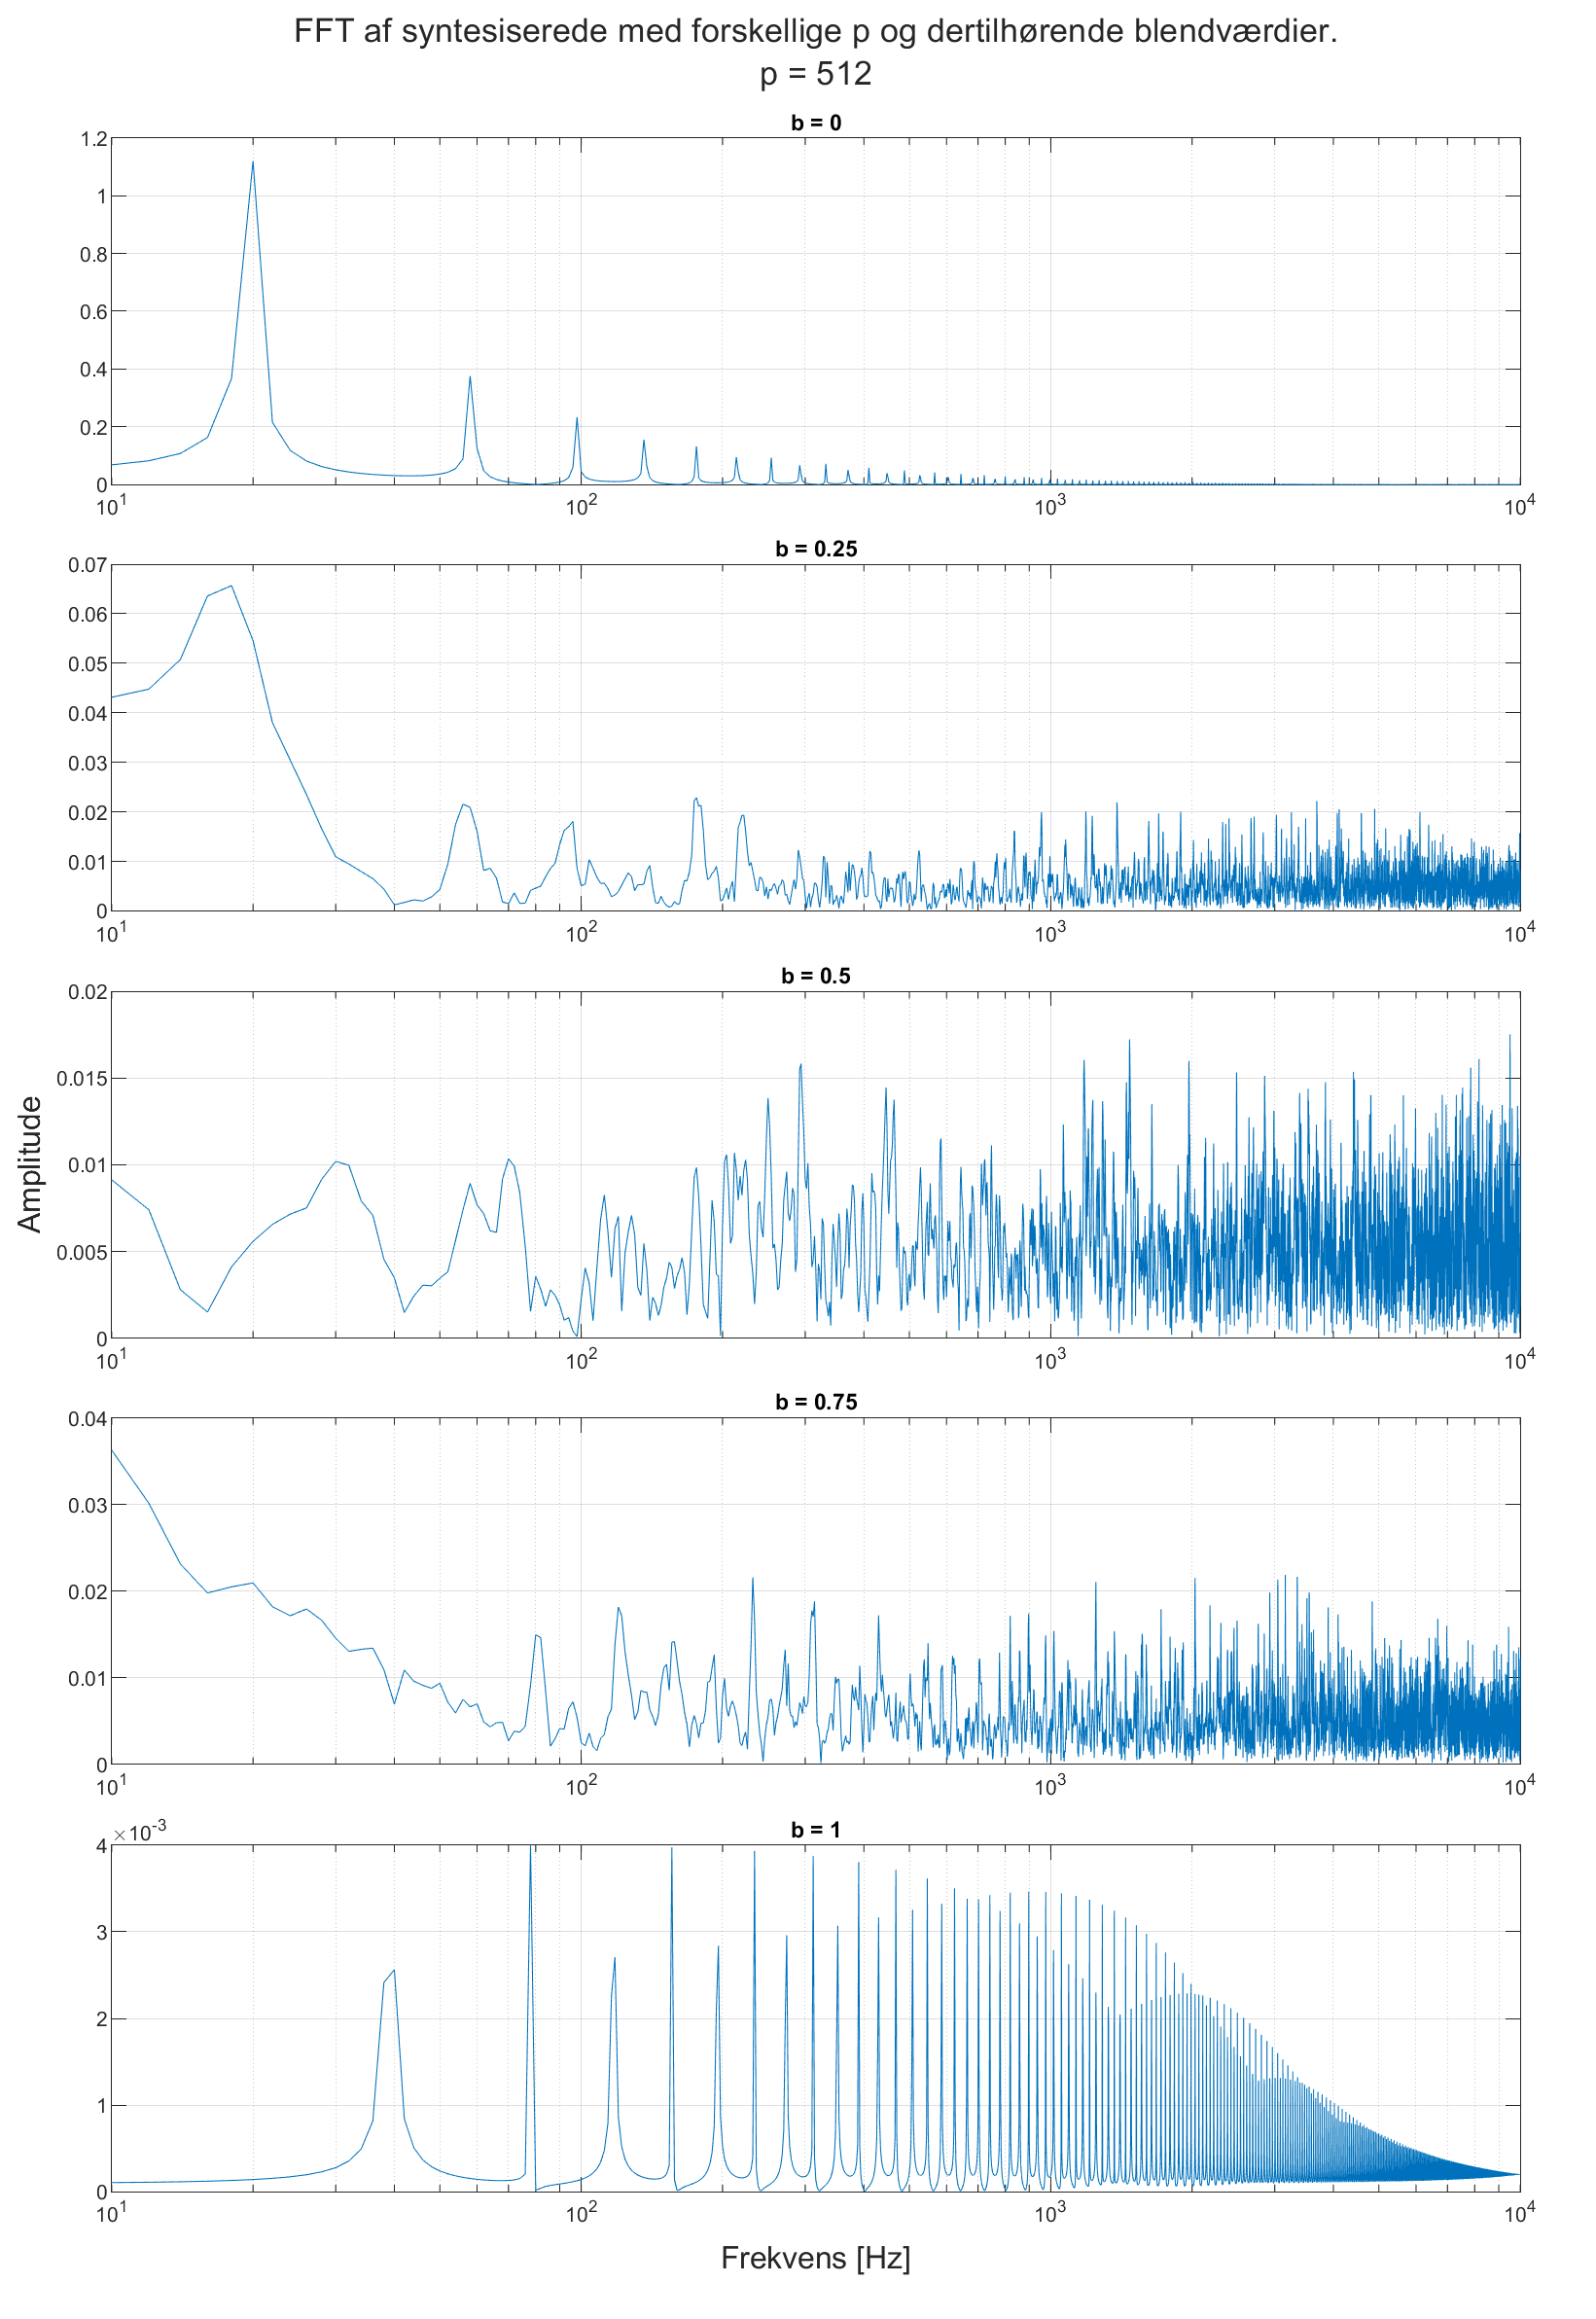 FFT af syntesiserede med forskellige p og dertilhørende blendværdier.
p = 512
b = 0
1.2
1
0.8
0.6
0.4
0.2
0
10^1 10^2 10^3 10^4
b = 0.25
0.07
0.06
0.05
0.04
0.03
0.02
0.01
0
10^1 10^2 10^3 10^4
b = 0.5
0.02
0.015
0.01
0.005
0
10^1 10^2 10^3 10^4
Amplitude
b = 0.75
0.04
0.03
0.02
0.01
0
10^1 10^2 10^3 10^4
b = 1
×10^-3
4
3
2
1
0
10^1 10^2 10^3 10^4
Frekvens [Hz]